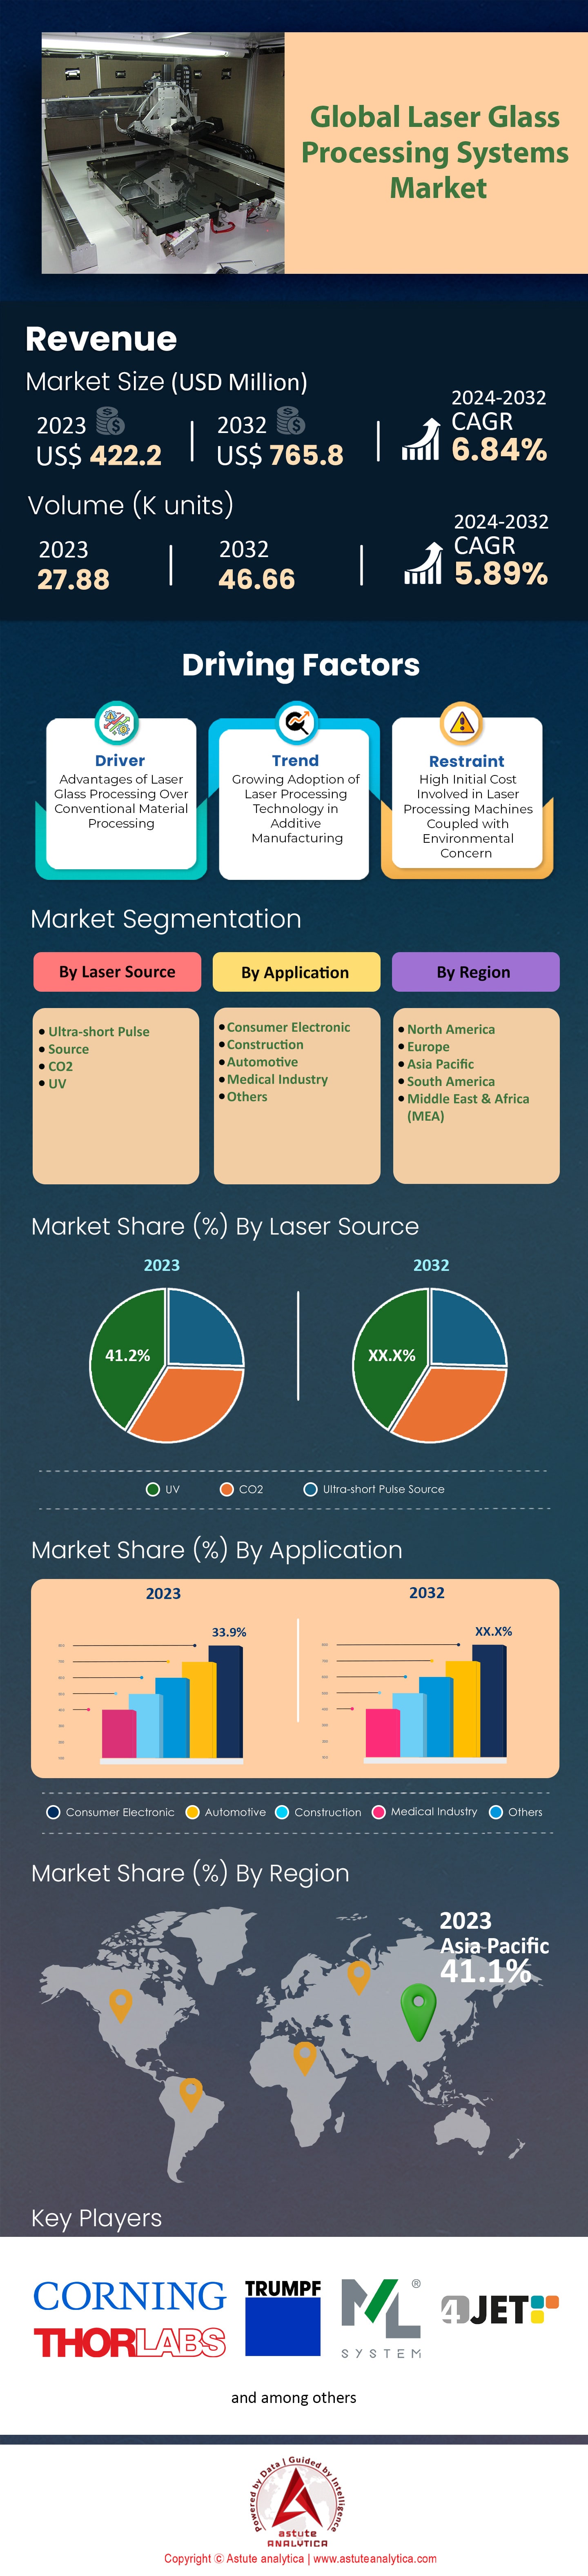 Global Laser Glass
Processing Systems
Market
Revenue
Market Size (USD Million)
2023
US$ 422.2
2032
US$ 765.8
2024-2032
CAGR
6.84%
Volume (K units)
2023
27.88
2032
46.66
2024-2032
CAGR
5.89%
Driving Factors
Driver
Advantages of Laser
Glass Processing Over
Conventional Material
Processing
Trend
Growing Adoption of
Laser Processing
Technology in
Additive
Manufacturing
Restraint
High Initial Cost
Involved in Laser
Processing Machines
Coupled with
Environmental
Concern
Market Segmentation
By Laser Source
Ultra-short Pulse
Source
CO2
UV
By Application
Consumer Electronic
Construction
Automotive
Medical Industry
Others
By Region
North America
Europe
Asia Pacific
South America
Middle East & Africa
(MEA)
Market Share (%) By Laser Source
2023
41.2%
2032
XX.X%
UV
CO2
Ultra-short Pulse Source
Market Share (%) By Application
2023
33.9%
2032
XX.X%
Consumer Electronic
Automotive
Construction
Medical Industry
Others
Market Share (%) By Region
2023
Asia Pacific
41.1%
Key Players
CORNING
THORLABS
TRUMPF
ML
®
SYSTEM
4JET
and among others
Powered by Data | Guided by Intelligence
astute
ANALYTICA
Copyright © Astute analytica | www.astuteanalytica.com